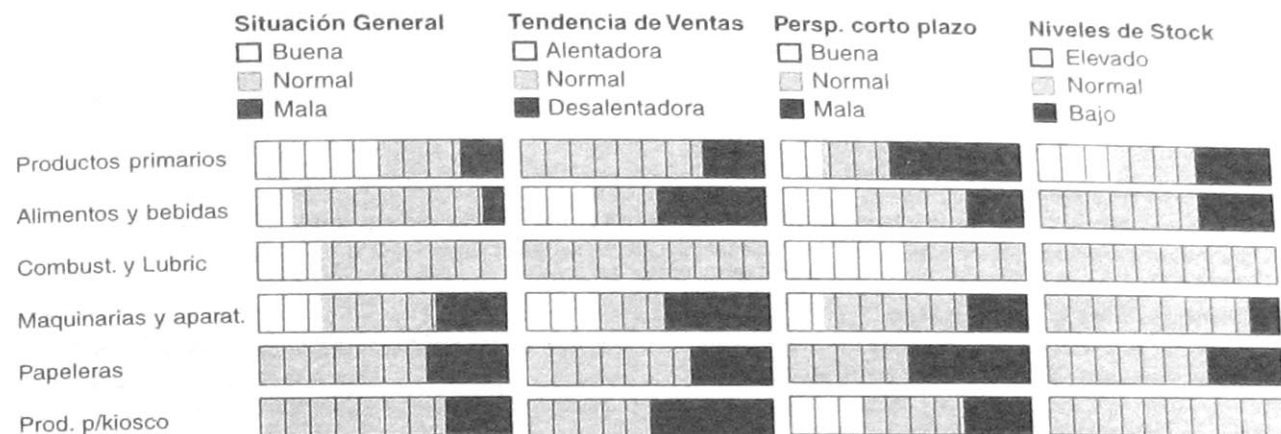 Situación General Tendencia de Ventas Persp. corto plazo Niveles de Stock
Buena Alentadora Buena Elevado
Normal Normal Normal Normal
Mala Desalentadora Mala Bajo
Productos primarios
Alimentos y bebidas
Combust. y Lubric
Maquinarias y aparat.
Papeleras
Prod. p/kiosco